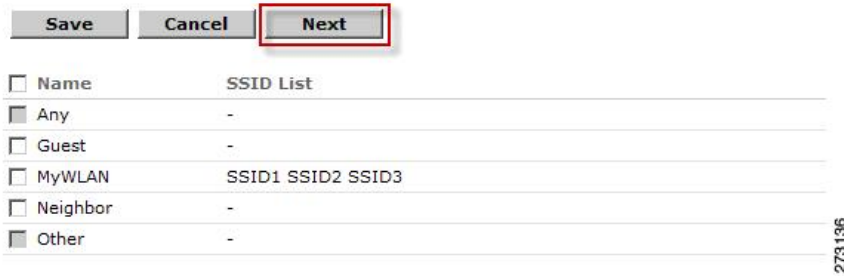 Save Cancel Next
Name SSID List
Any -
Guest -
MyWLAN SSID1 SSID2 SSID3
Neighbor -
Other -
273136